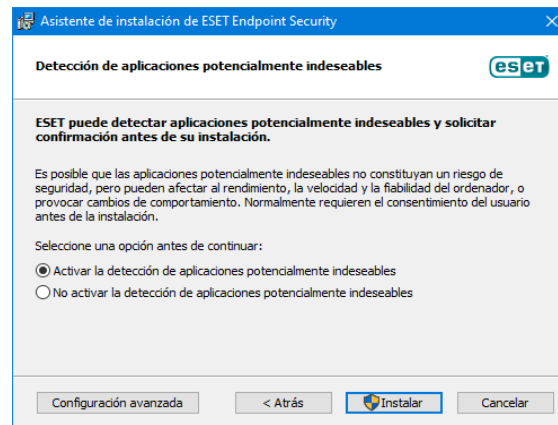 Asistente de instalación de ESET Endpoint Security
Detección de aplicaciones potencialmente indeseables
eseT
ESET puede detectar aplicaciones potencialmente indeseables y solicitar
confirmación antes de su instalación.
Es posible que las aplicaciones potencialmente indeseables no constituyan un riesgo de
seguridad, pero pueden afectar al rendimiento, la velocidad y la fiabilidad del ordenador, o
provocar cambios de comportamiento. Normalmente requieren el consentimiento del usuario
antes de la instalación.
Seleccione una opción antes de continuar:
Activar la detección de aplicaciones potencialmente indeseables
No activar la detección de aplicaciones potencialmente indeseables
Configuración avanzada
< Atrás
Instalar
Cancelar